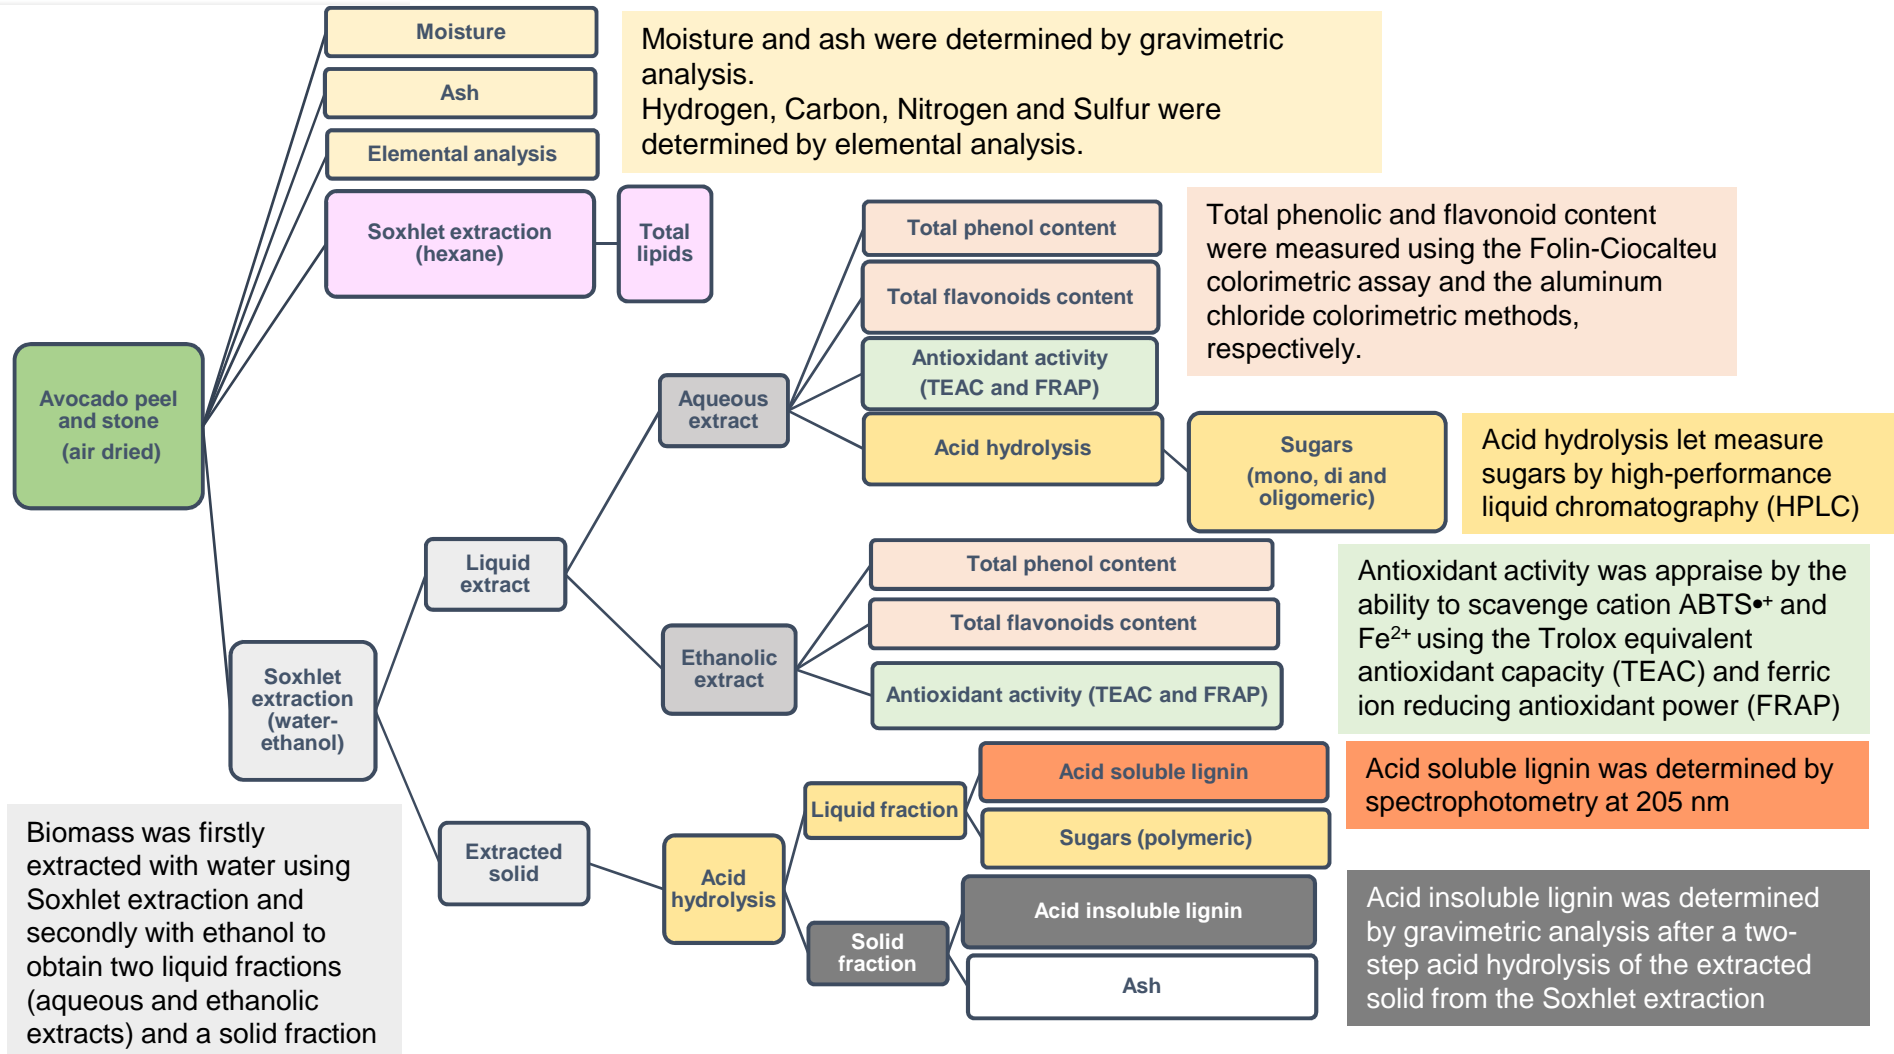 Moisture
Ash
Elemental analysis
Moisture and ash were determined by gravimetric
analysis.
Hydrogen, Carbon, Nitrogen and Sulfur were
determined by elemental analysis.
Soxhlet extraction
(hexane)
Total
lipids
Total phenol content
Total flavonoids content
Antioxidant activity
(TEAC and FRAP)
Acid hydrolysis
Total phenolic and flavonoid content
were measured using the Folin-Ciocalteu
colorimetric assay and the aluminum
chloride colorimetric methods,
respectively.
Avocado peel
and stone
(air dried)
Aqueous
extract
Sugars
(mono, di and
oligomeric)
Acid hydrolysis let measure
sugars by high-performance
liquid chromatography (HPLC)
Liquid
extract
Total phenol content
Total flavonoids content
Antioxidant activity (TEAC and FRAP)
Ethanolic
extract
Antioxidant activity was appraise by the
ability to scavenge cation ABTS•⁺ and
Fe²⁺ using the Trolox equivalent
antioxidant capacity (TEAC) and ferric
ion reducing antioxidant power (FRAP)
Soxhlet
extraction
(water-
ethanol)
Acid soluble lignin
Liquid fraction
Sugars (polymeric)
Acid soluble lignin was determined by
spectrophotometry at 205 nm
Extracted
solid
Acid
hydrolysis
Acid insoluble lignin
Solid
fraction
Ash
Acid insoluble lignin was determined
by gravimetric analysis after a two-
step acid hydrolysis of the extracted
solid from the Soxhlet extraction
Biomass was firstly
extracted with water using
Soxhlet extraction and
secondly with ethanol to
obtain two liquid fractions
(aqueous and ethanolic
extracts) and a solid fraction